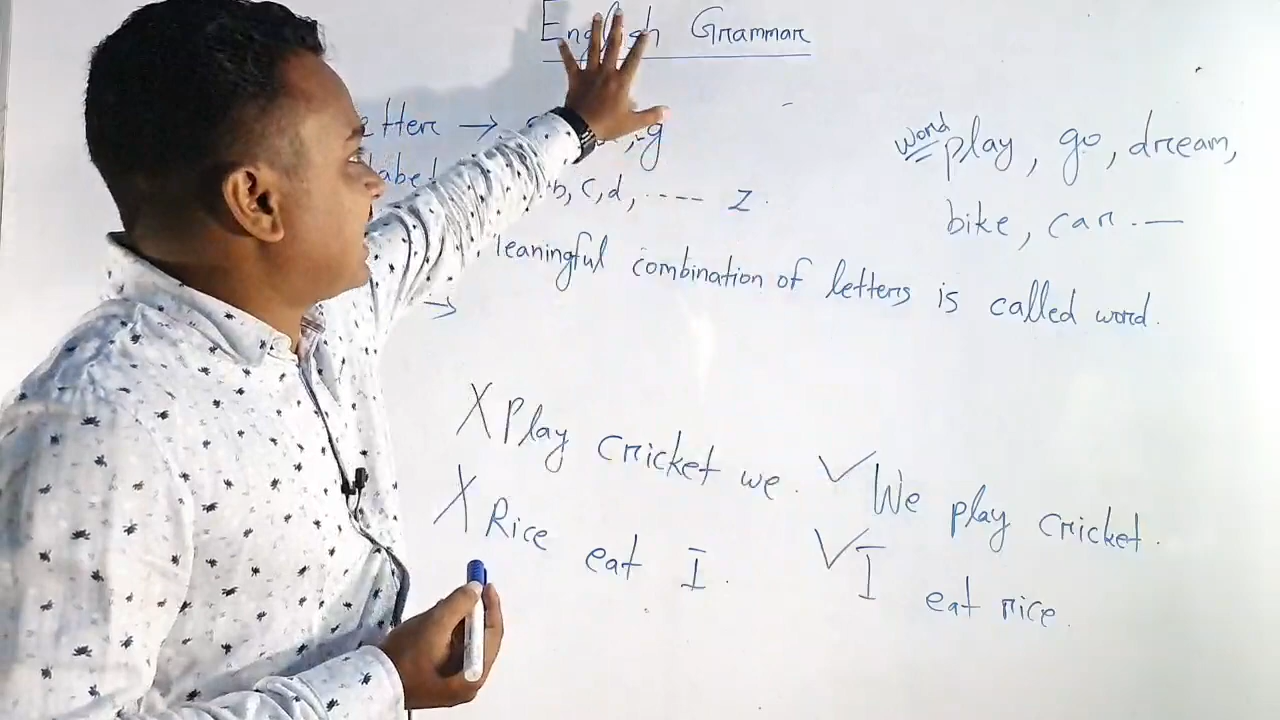 English Grammar
etter → , g
abet b, c, d, ---- z.
eaningful combination of letters is called word.
→
word play, go, dream,
bike, car. —
X Play cricket we. ✓ We play cricket.
X Rice eat I. ✓ I eat rice.